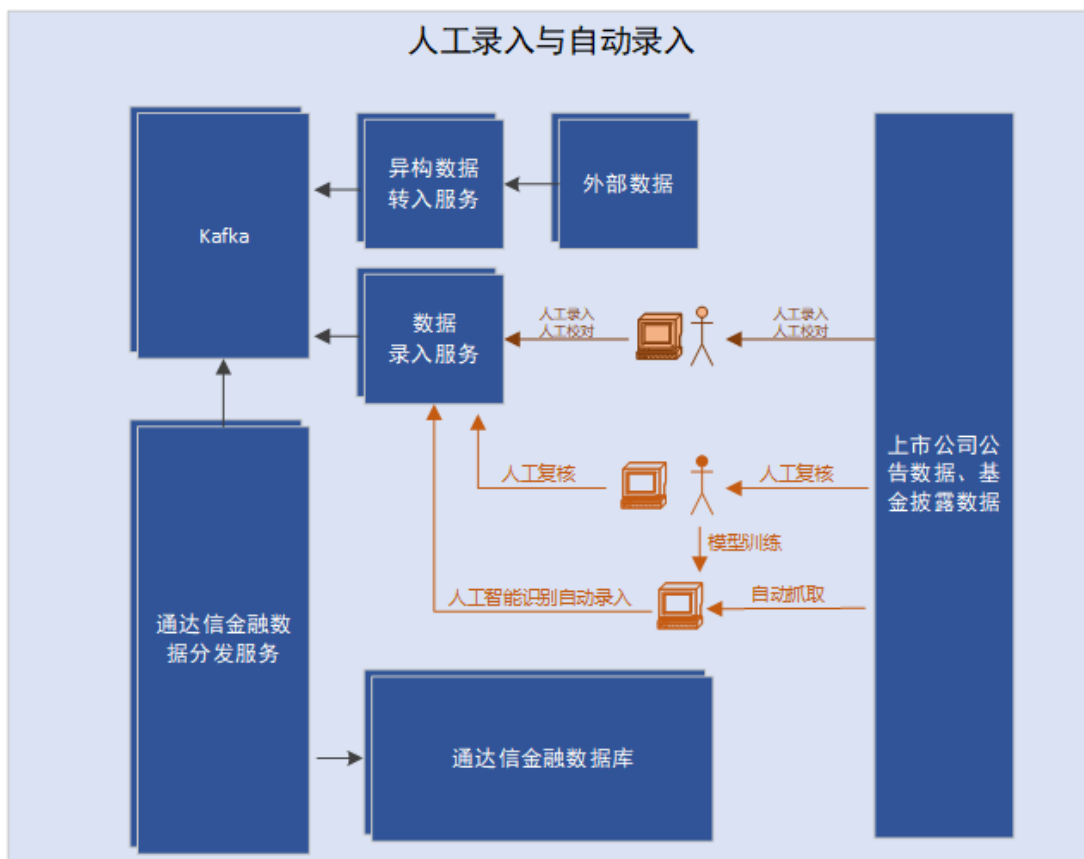 人工录入与自动录入
异构数据
转入服务
外部数据
Kafka
数据
录入服务
人工录入
人工校对
人工录入
人工校对
上市公司公
告数据、基
金披露数据
人工复核
人工复核
模型训练
人工智能识别自动录入
自动抓取
通达信金融数
据分发服务
通达信金融数据库